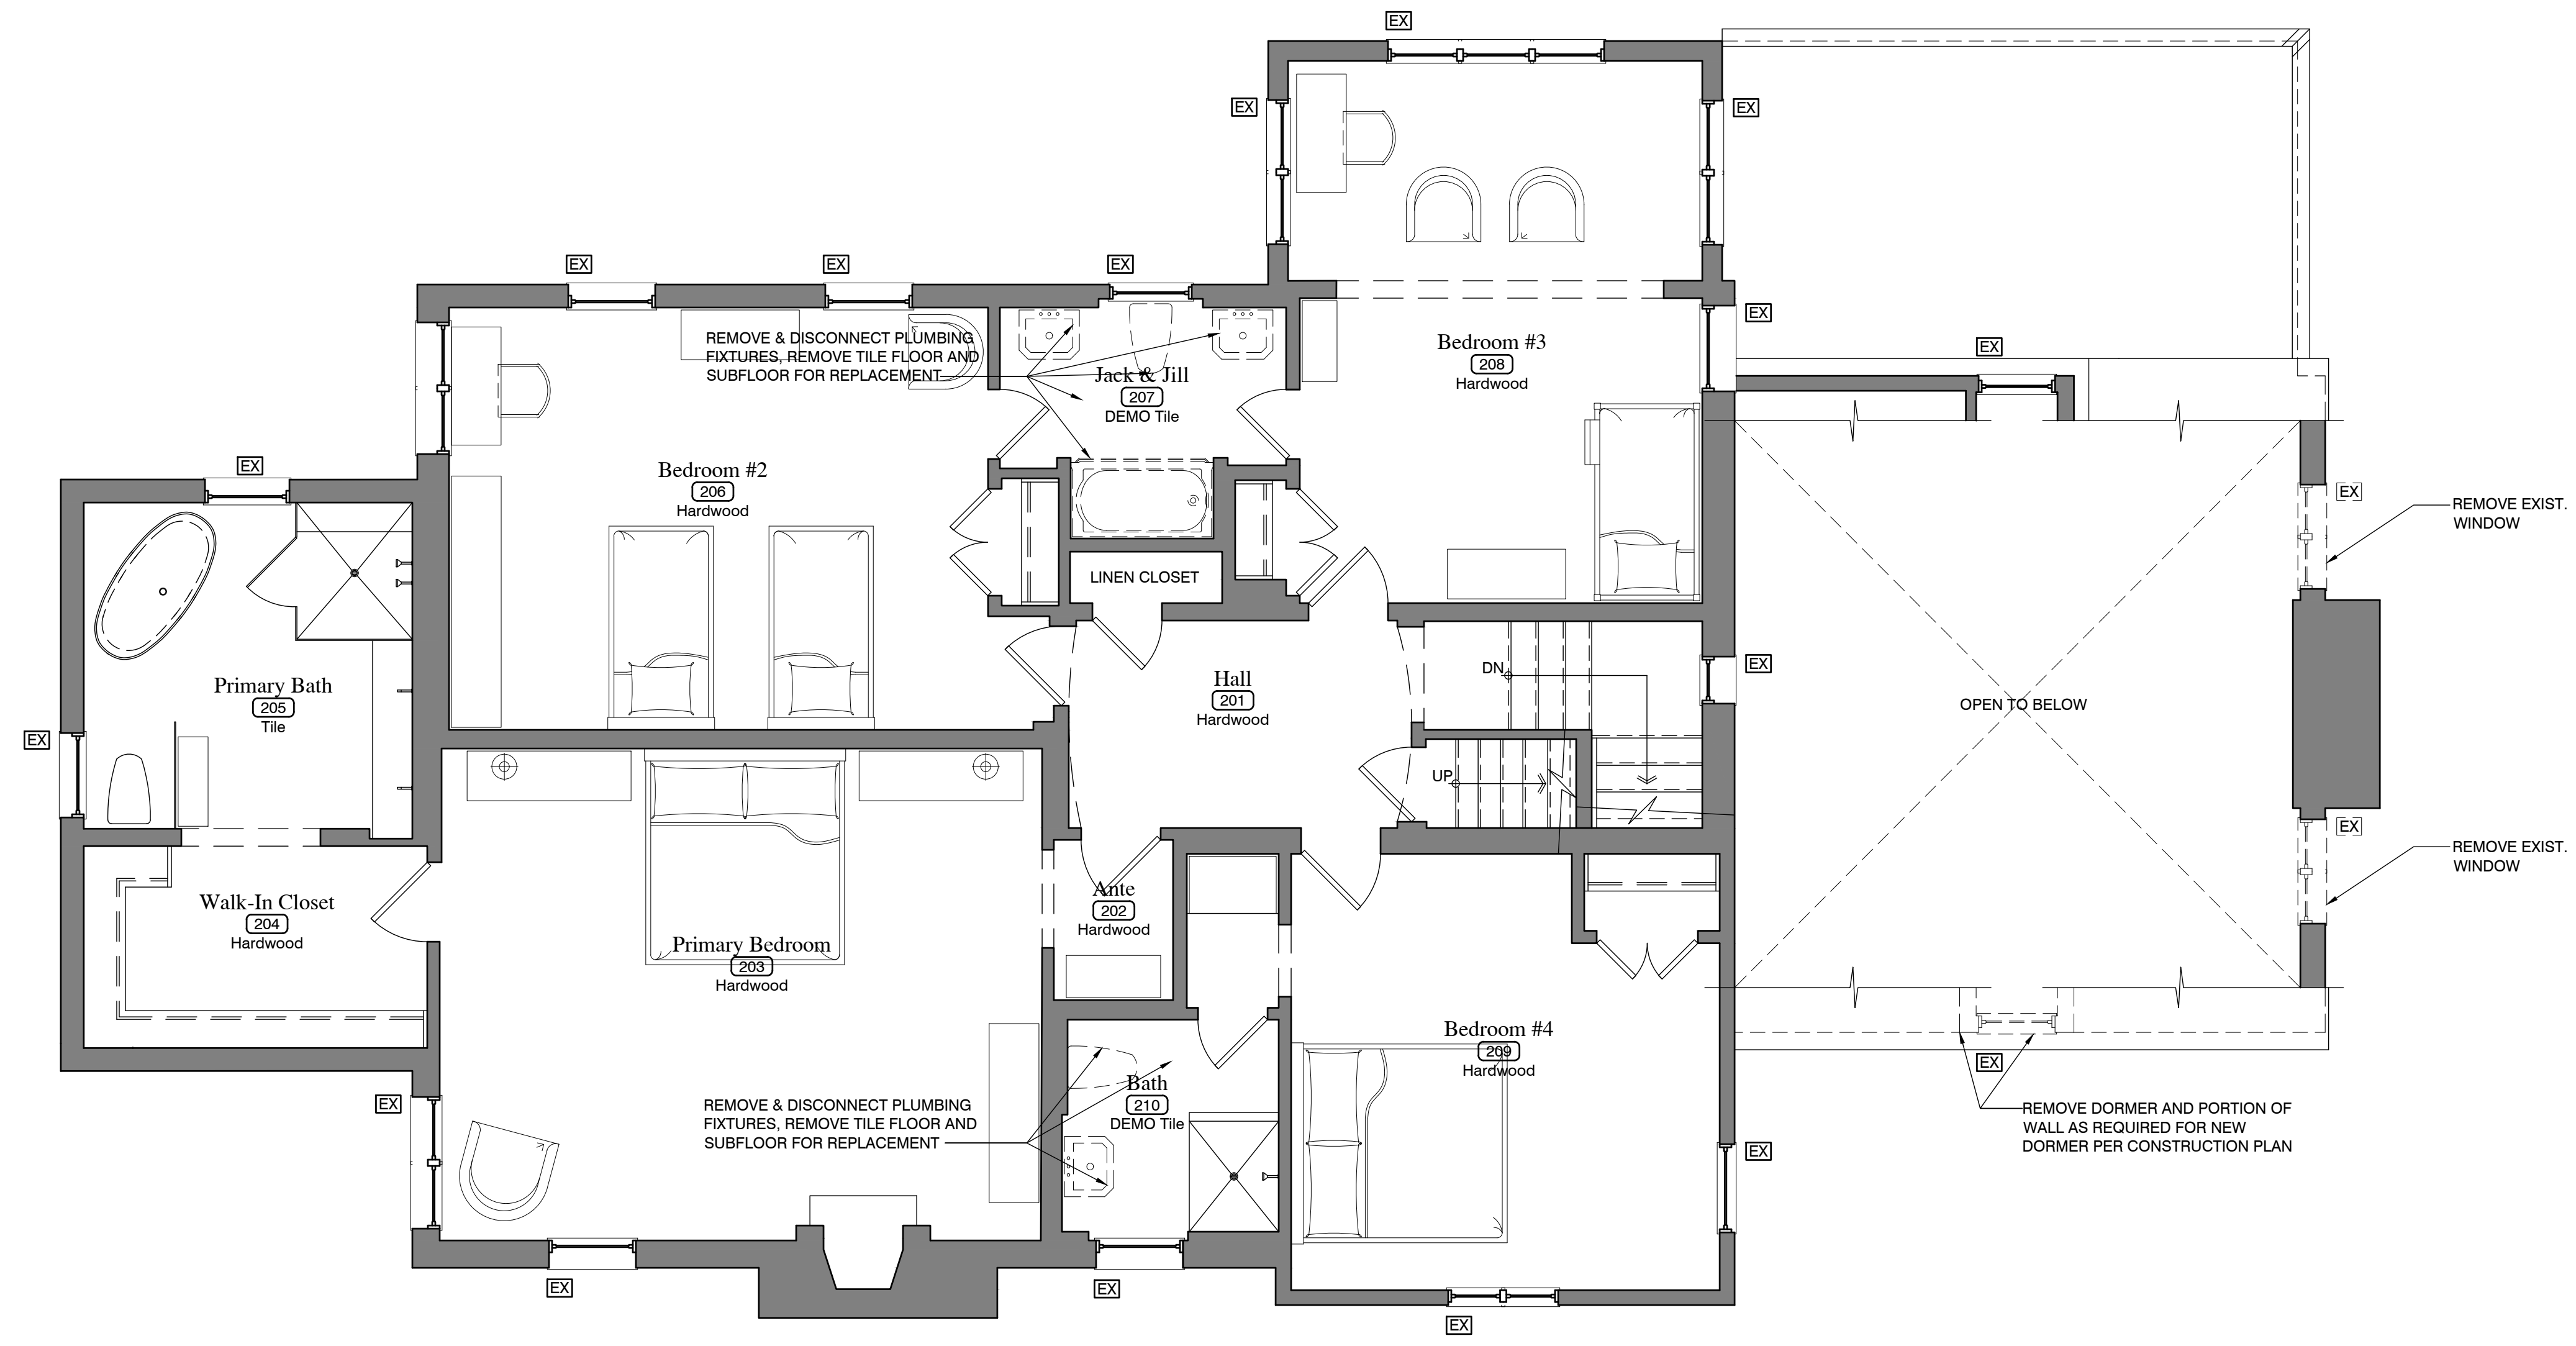 EX
EX
EX
EX
EX
EX
EX
Bedroom #3
208
Hardwood
EX
REMOVE & DISCONNECT PLUMBING
FIXTURES, REMOVE TILE FLOOR AND
SUBFLOOR FOR REPLACEMENT
Jack & Jill
207
DEMO Tile
Bedroom #2
206
Hardwood
EX
EX
REMOVE EXIST.
WINDOW
LINEN CLOSET
Primary Bath
205
Tile
Hall
201
Hardwood
DN
EX
OPEN TO BELOW
EX
UP
EX
REMOVE EXIST.
WINDOW
Walk-In Closet
204
Hardwood
Ante
202
Hardwood
Primary Bedroom
203
Hardwood
Bedroom #4
209
Hardwood
EX
EX
REMOVE & DISCONNECT PLUMBING
FIXTURES, REMOVE TILE FLOOR AND
SUBFLOOR FOR REPLACEMENT
Bath
210
DEMO Tile
REMOVE DORMER AND PORTION OF
WALL AS REQUIRED FOR NEW
DORMER PER CONSTRUCTION PLAN
EX
EX
EX
EX